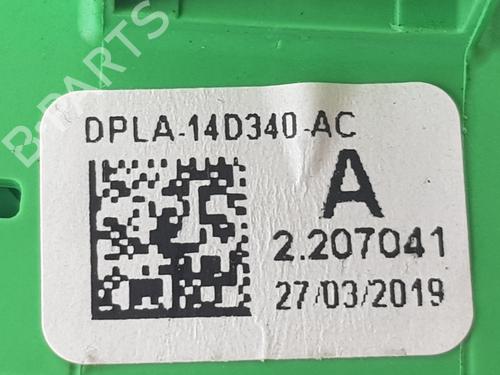 B-PARTS
DPLA-14D340-AC
A
2.207041
27/03/2019